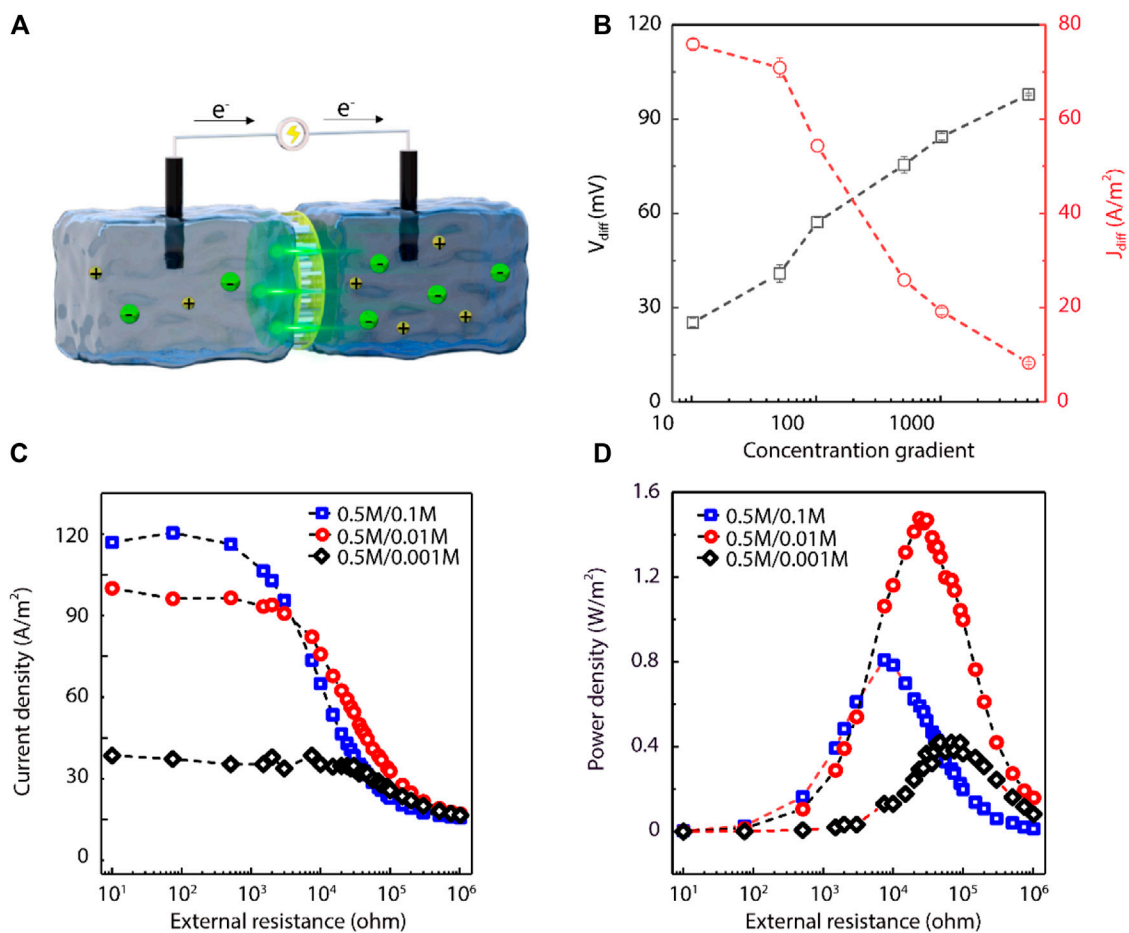 A
e⁻ e⁻
+ - - + - + - - + - + +
B
120 80
90 60
V_diff (mV) J_diff (A/m²)
60 40
30 20
0 0
10 100 1000
Concentrantion gradient
C
0.5M/0.1M
0.5M/0.01M
0.5M/0.001M
120
90
60
30
0
Current density (A/m²)
10¹ 10² 10³ 10⁴ 10⁵ 10⁶
External resistance (ohm)
D
0.5M/0.1M
0.5M/0.01M
0.5M/0.001M
1.6
1.2
0.8
0.4
0
Power density (W/m²)
10¹ 10² 10³ 10⁴ 10⁵ 10⁶
External resistance (ohm)